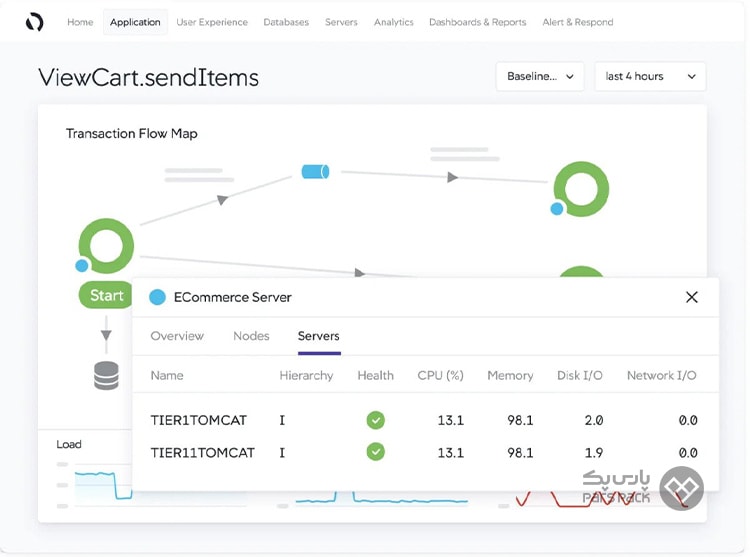 Home Application User Experience Databases Servers Analytics Dashboards & Reports Alert & Respond
ViewCart.sendItems
Baseline... last 4 hours
Transaction Flow Map
Start
ECommerce Server
Overview Nodes Servers
Name Hierarchy Health CPU (%) Memory Disk I/O Network I/O
TIER1TOMCAT I 13.1 98.1 2.0 0.0
TIER11TOMCAT I 13.1 98.1 1.9 0.0
Load
پارس‌پک
Pars Pack